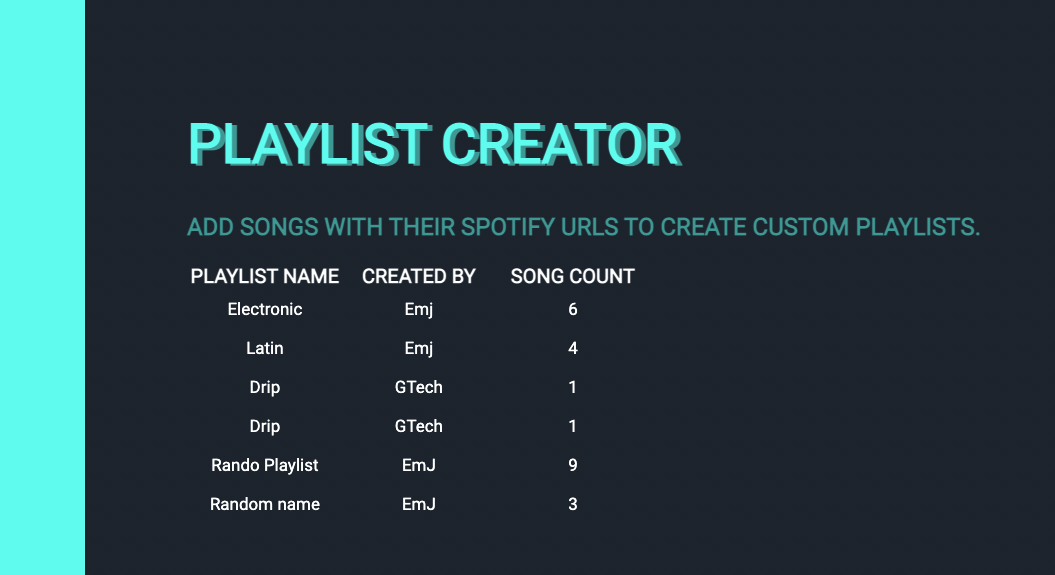 PLAYLIST CREATOR
ADD SONGS WITH THEIR SPOTIFY URLS TO CREATE CUSTOM PLAYLISTS.
PLAYLIST NAME CREATED BY SONG COUNT
Electronic Emj 6
Latin Emj 4
Drip GTech 1
Drip GTech 1
Rando Playlist EmJ 9
Random name EmJ 3